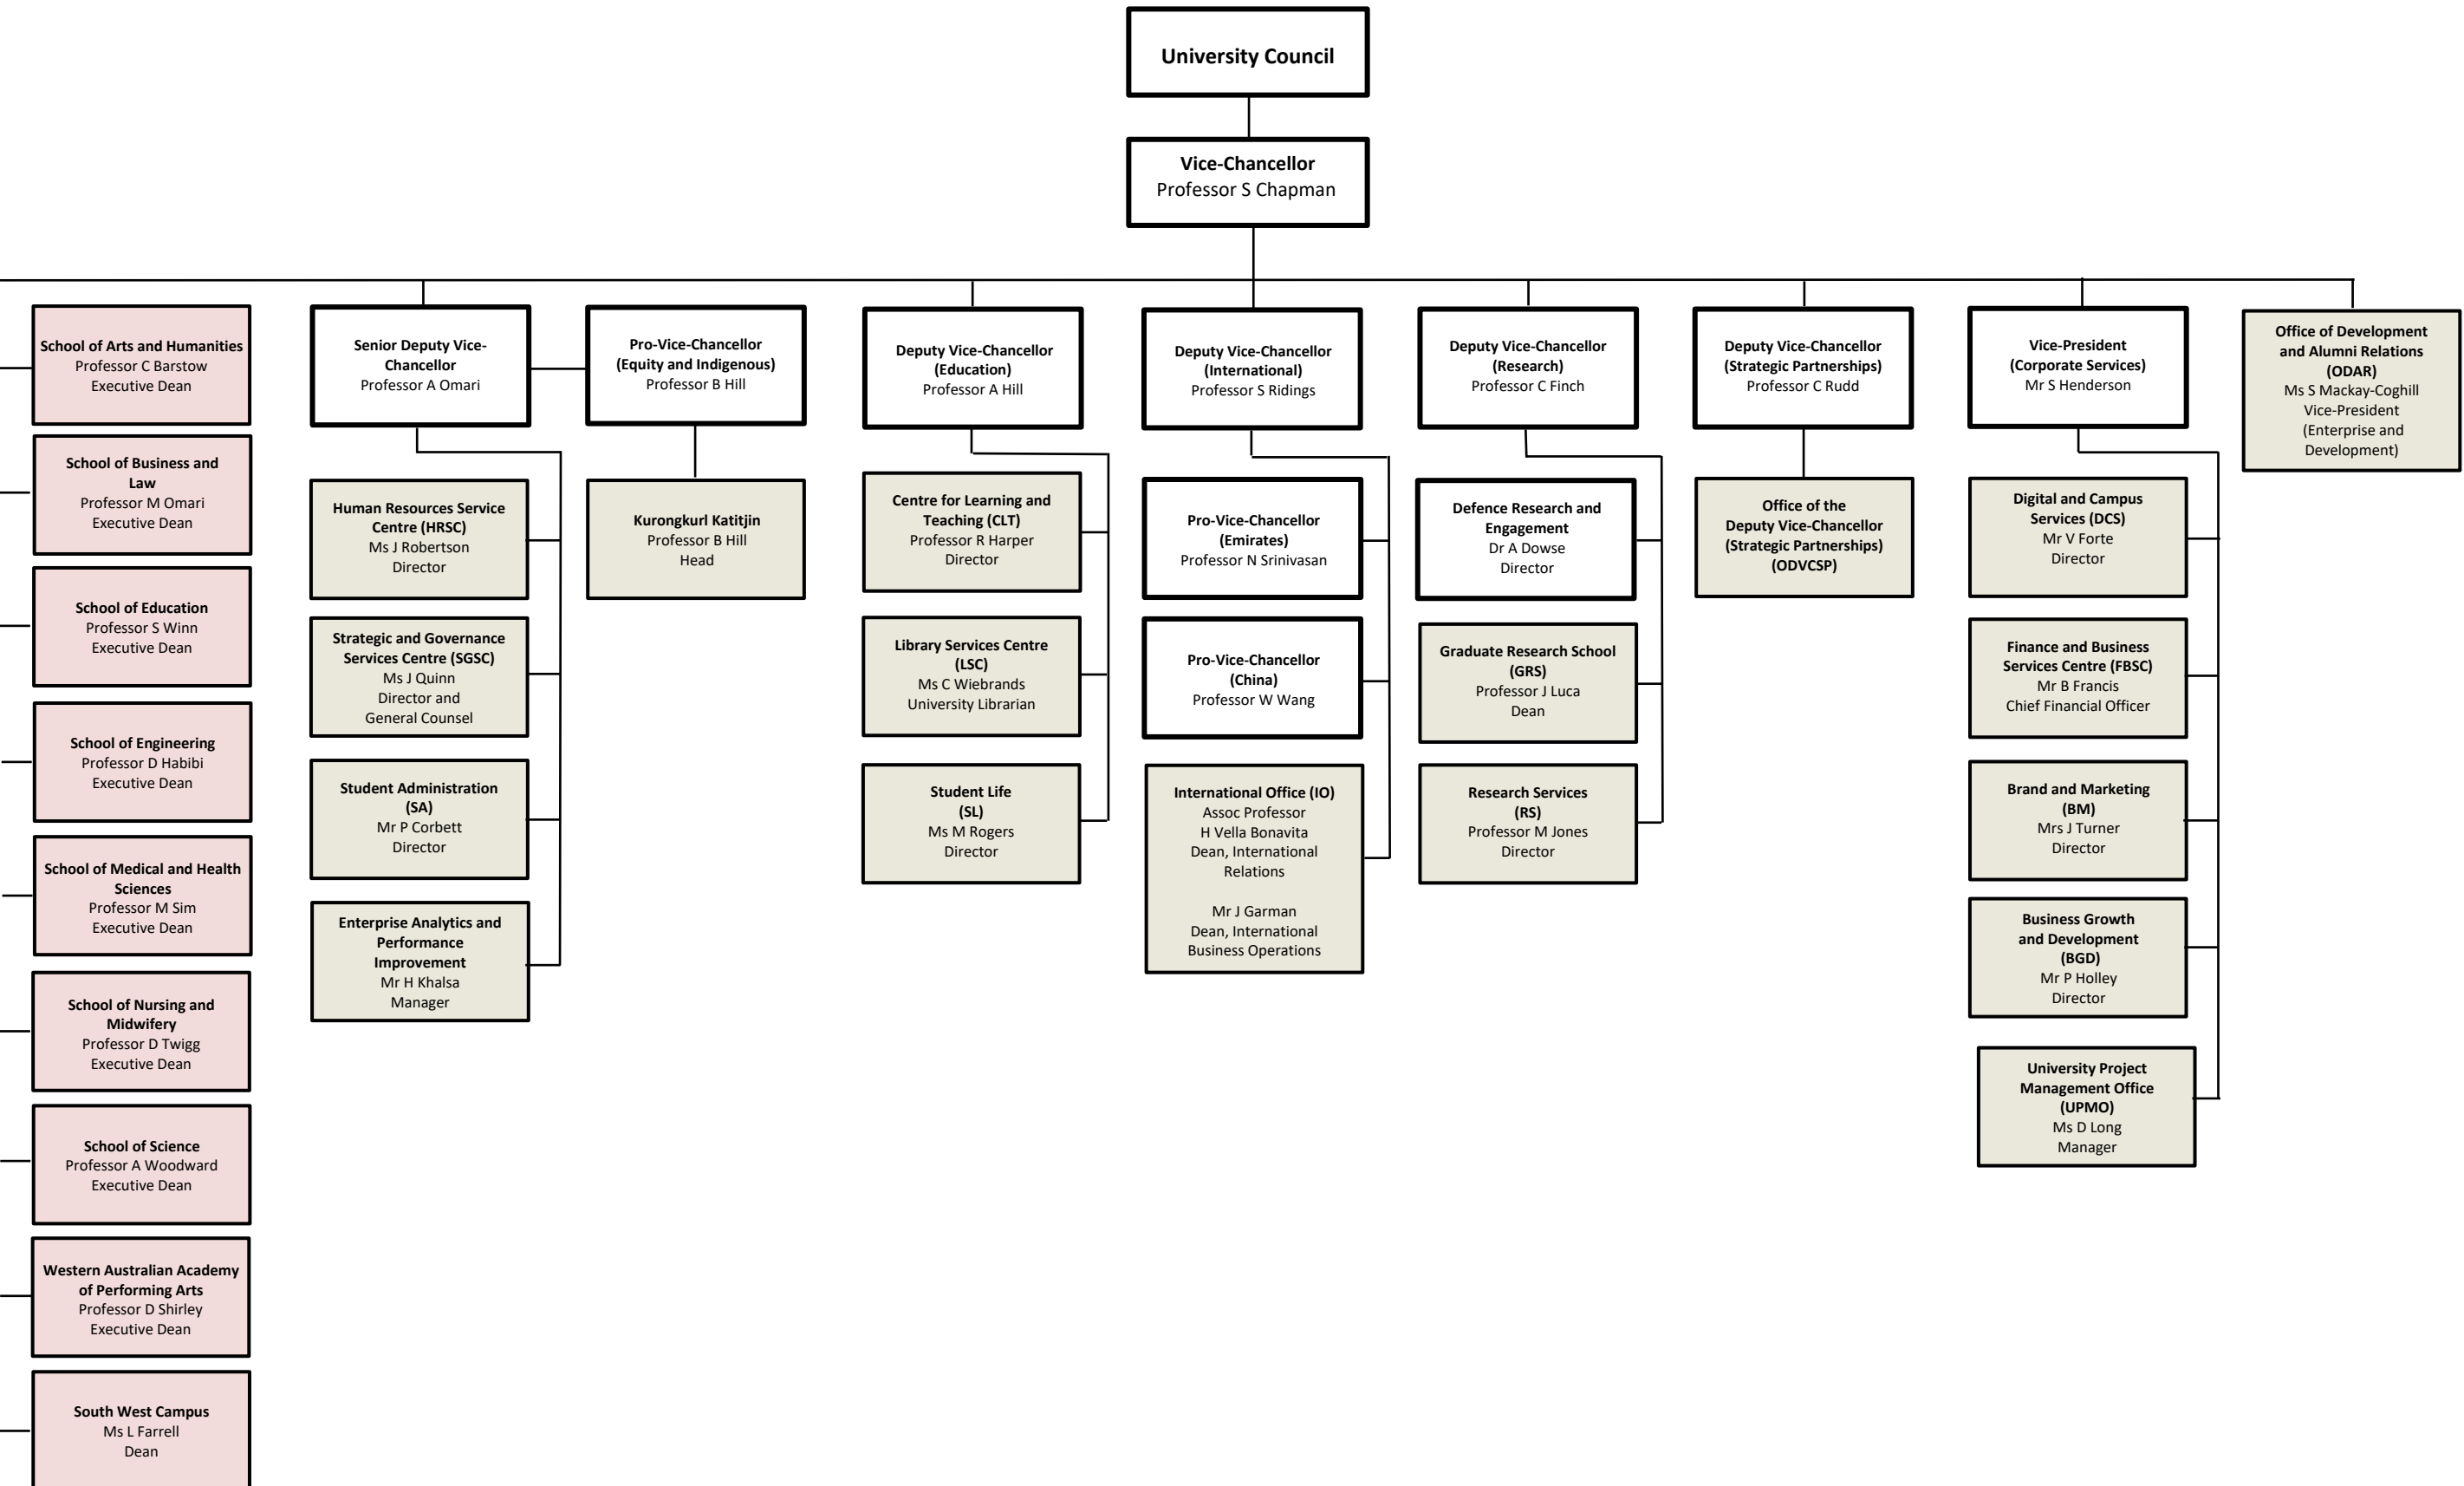 University Council
Vice-Chancellor
Professor S Chapman
School of Arts and Humanities
Professor C Barstow
Executive Dean
School of Business and
Law
Professor M Omari
Executive Dean
School of Education
Professor S Winn
Executive Dean
School of Engineering
Professor D Habibi
Executive Dean
School of Medical and Health
Sciences
Professor M Sim
Executive Dean
School of Nursing and
Midwifery
Professor D Twigg
Executive Dean
School of Science
Professor A Woodward
Executive Dean
Western Australian Academy
of Performing Arts
Professor D Shirley
Executive Dean
South West Campus
Ms L Farrell
Dean
Senior Deputy Vice-
Chancellor
Professor A Omari
Human Resources Service
Centre (HRSC)
Ms J Robertson
Director
Strategic and Governance
Services Centre (SGSC)
Ms J Quinn
Director and
General Counsel
Student Administration
(SA)
Mr P Corbett
Director
Enterprise Analytics and
Performance
Improvement
Mr H Khalsa
Manager
Pro-Vice-Chancellor
(Equity and Indigenous)
Professor B Hill
Kurongkurl Katitjin
Professor B Hill
Head
Deputy Vice-Chancellor
(Education)
Professor A Hill
Centre for Learning and
Teaching (CLT)
Professor R Harper
Director
Library Services Centre
(LSC)
Ms C Wiebrands
University Librarian
Student Life
(SL)
Ms M Rogers
Director
Deputy Vice-Chancellor
(International)
Professor S Ridings
Pro-Vice-Chancellor
(Emirates)
Professor N Srinivasan
Pro-Vice-Chancellor
(China)
Professor W Wang
International Office (IO)
Assoc Professor
H Vella Bonavita
Dean, International
Relations
Mr J Garman
Dean, International
Business Operations
Deputy Vice-Chancellor
(Research)
Professor C Finch
Defence Research and
Engagement
Dr A Dowse
Director
Graduate Research School
(GRS)
Professor J Luca
Dean
Research Services
(RS)
Professor M Jones
Director
Deputy Vice-Chancellor
(Strategic Partnerships)
Professor C Rudd
Office of the
Deputy Vice-Chancellor
(Strategic Partnerships)
(ODVCSP)
Vice-President
(Corporate Services)
Mr S Henderson
Digital and Campus
Services (DCS)
Mr V Forte
Director
Finance and Business
Services Centre (FBSC)
Mr B Francis
Chief Financial Officer
Brand and Marketing
(BM)
Mrs J Turner
Director
Business Growth
and Development
(BGD)
Mr P Holley
Director
University Project
Management Office
(UPMO)
Ms D Long
Manager
Office of Development
and Alumni Relations
(ODAR)
Ms S Mackay-Coghill
Vice-President
(Enterprise and
Development)